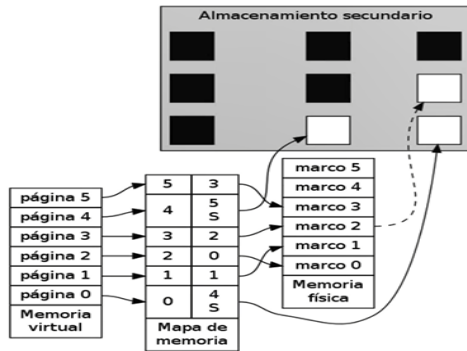 Almacenamiento secundario
página 5
página 4
página 3
página 2
página 1
página 0
Memoria
virtual
5 3
4 5
S
3 2
2 0
1 1
0 4
S
Mapa de
memoria
marco 5
marco 4
marco 3
marco 2
marco 1
marco 0
Memoria
física